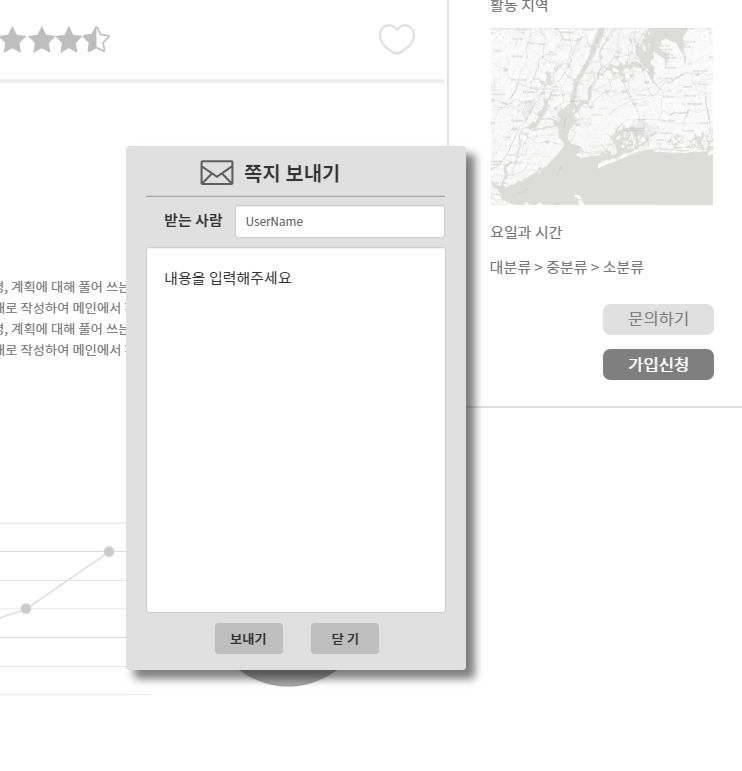 활동 지역
쪽지 보내기
받는 사람
UserName
내용을 입력해주세요
요일과 시간
대분류 > 중분류 > 소분류
계획에 대해 풀어 쓰는
문의하기
작성하여 메인에서
계획에 대해 풀어 쓰는
가입신청
작성하여 메인에서
보내기
닫 기